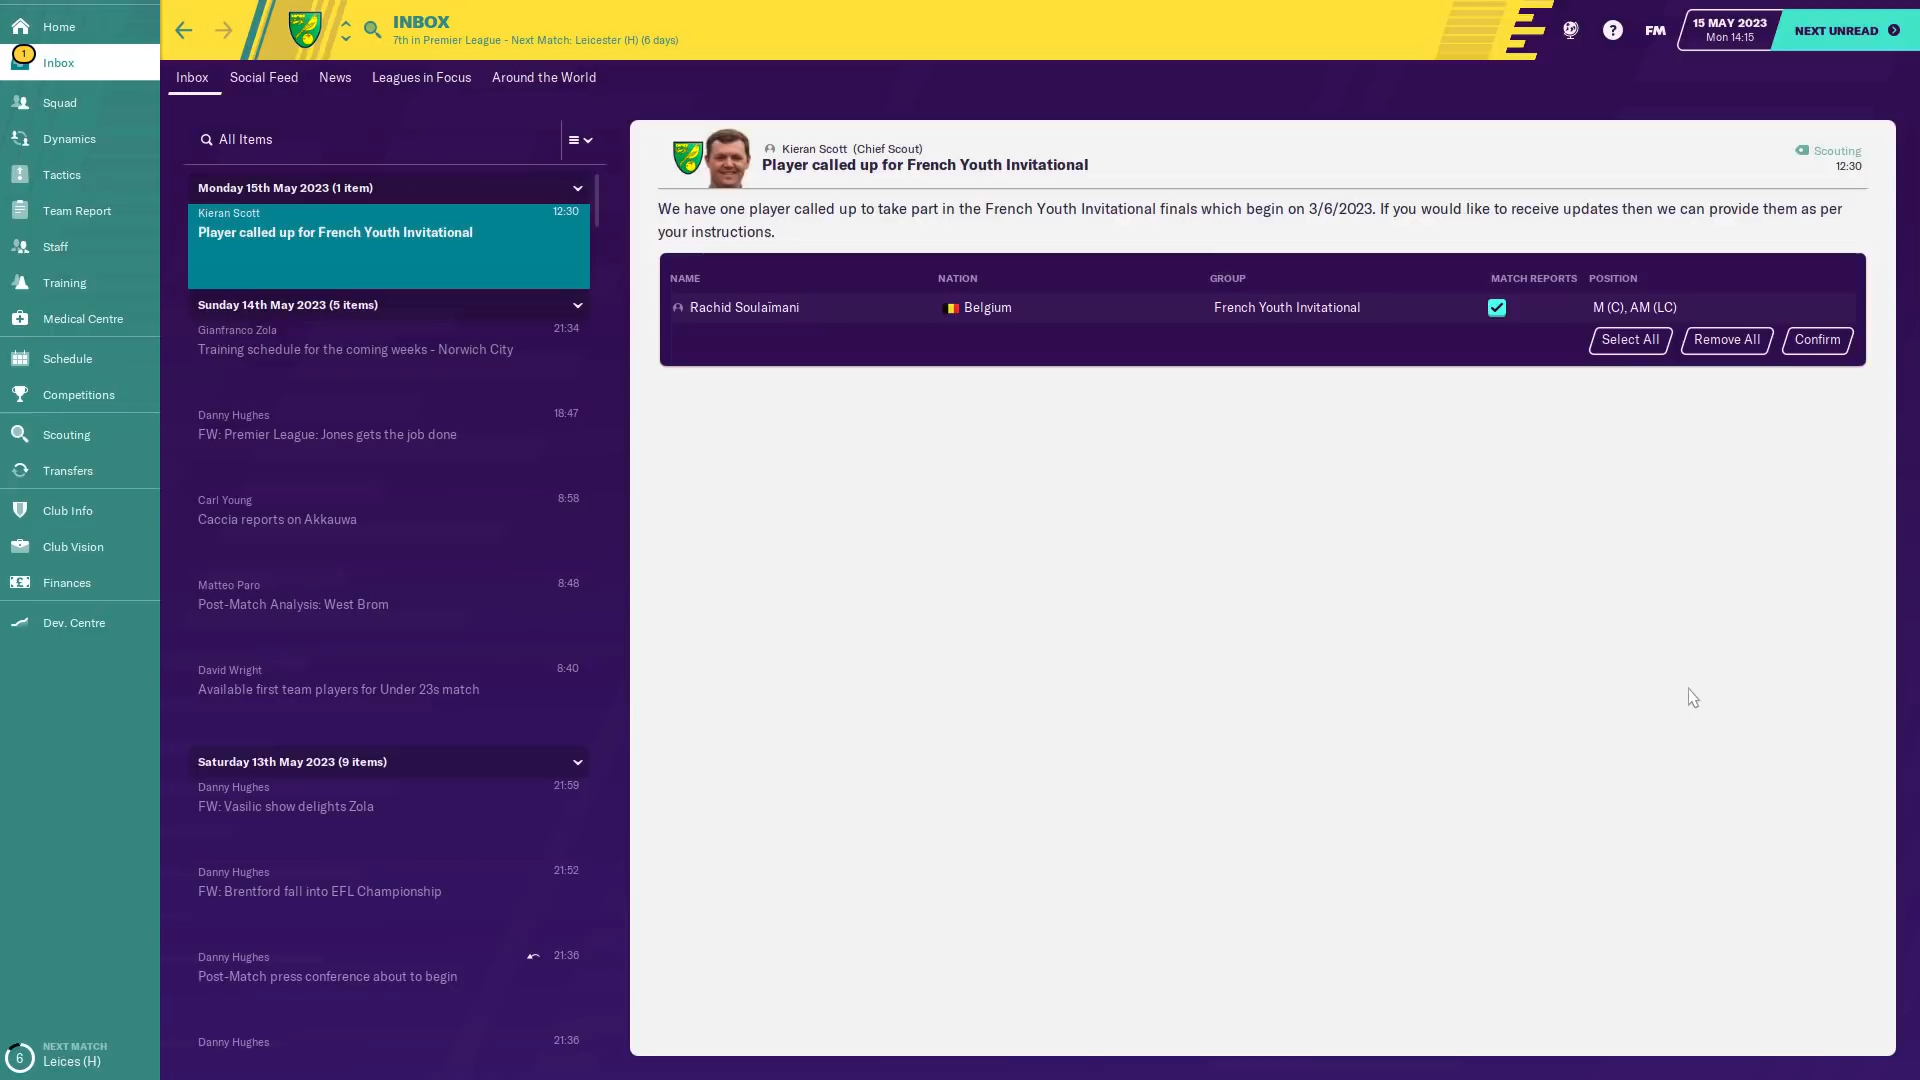 Home
1
Inbox
Squad
Dynamics
Tactics
Team Report
Staff
Training
Medical Centre
Schedule
Competitions
Scouting
Transfers
Club Info
Club Vision
Finances
Dev. Centre
6
NEXT MATCH
Leices (H)
INBOX
7th in Premier League - Next Match: Leicester (H) (6 days)
?
FM
15 MAY 2023
Mon 14:15
NEXT UNREAD
Inbox
Social Feed
News
Leagues in Focus
Around the World
All Items
Monday 15th May 2023 (1 item)
Kieran Scott 12:30
Player called up for French Youth Invitational
Sunday 14th May 2023 (5 items)
Gianfranco Zola 21:34
Training schedule for the coming weeks - Norwich City
Danny Hughes 18:47
FW: Premier League: Jones gets the job done
Carl Young 8:58
Caccia reports on Akkauwa
Matteo Paro 8:48
Post-Match Analysis: West Brom
David Wright 8:40
Available first team players for Under 23s match
Saturday 13th May 2023 (9 items)
Danny Hughes 21:59
FW: Vasilic show delights Zola
Danny Hughes 21:52
FW: Brentford fall into EFL Championship
Danny Hughes 21:36
Post-Match press conference about to begin
Danny Hughes 21:36
Kieran Scott (Chief Scout)
Player called up for French Youth Invitational
Scouting
12:30
We have one player called up to take part in the French Youth Invitational finals which begin on 3/6/2023. If you would like to receive updates then we can provide them as per
your instructions.
NAME NATION GROUP MATCH REPORTS POSITION
Rachid Soulaïmani Belgium French Youth Invitational M (C), AM (LC)
Select All Remove All Confirm